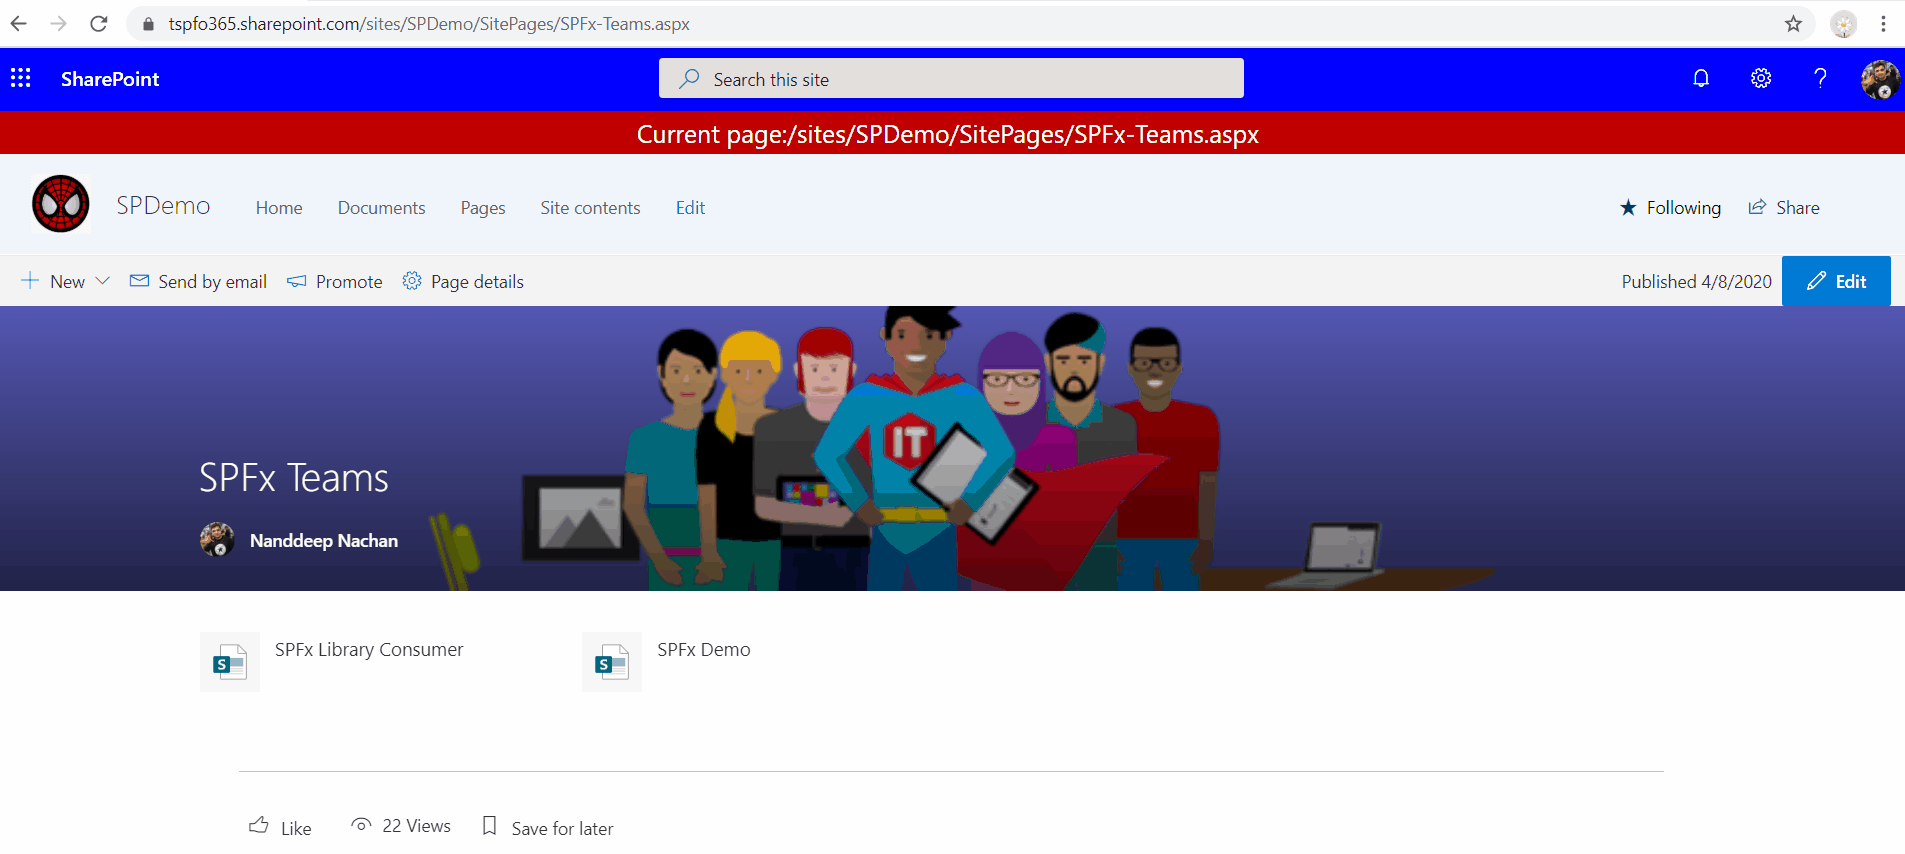 tspfo365.sharepoint.com/sites/SPDemo/SitePages/SPFx-Teams.aspx
SharePoint
Search this site
Current page:/sites/SPDemo/SitePages/SPFx-Teams.aspx
SPDemo Home Documents Pages Site contents Edit Following Share
New Send by email Promote Page details Published 4/8/2020 Edit
IT
SPFx Teams
Nanddeep Nachan
S SPFx Library Consumer S SPFx Demo
Like 22 Views Save for later